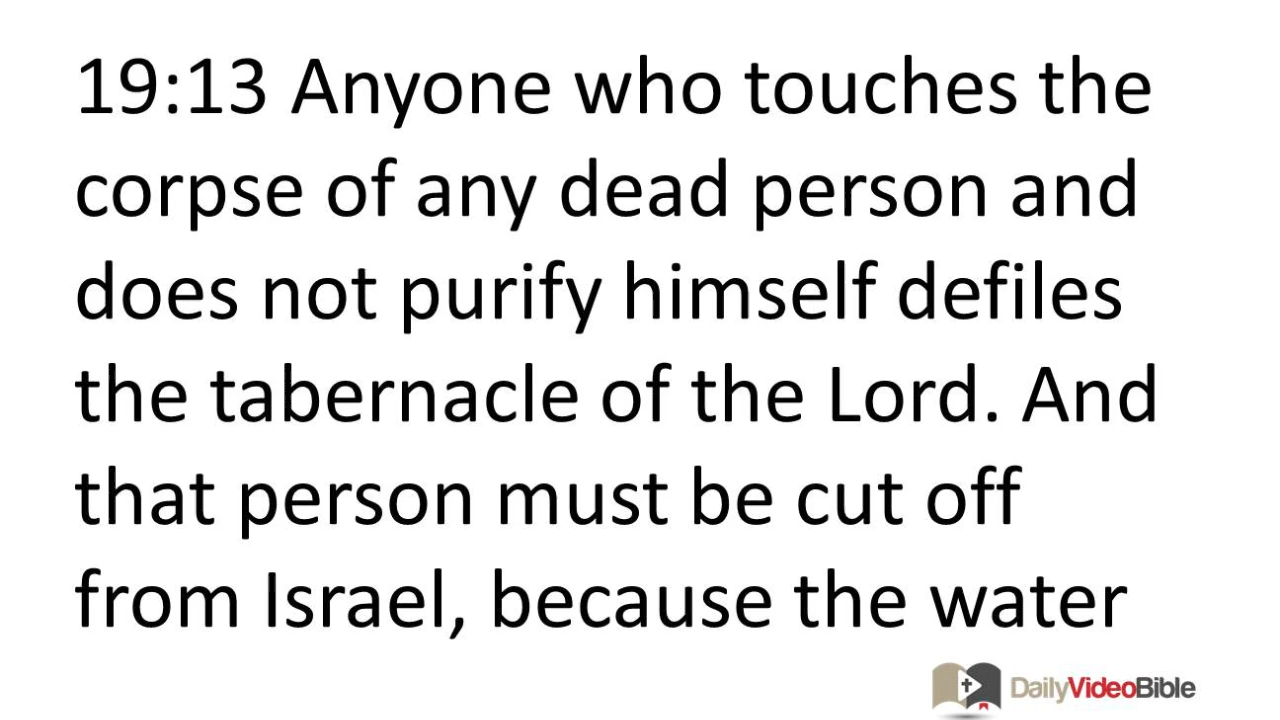 19:13 Anyone who touches the
corpse of any dead person and
does not purify himself defiles
the tabernacle of the Lord. And
that person must be cut off
from Israel, because the water
DailyVideoBible